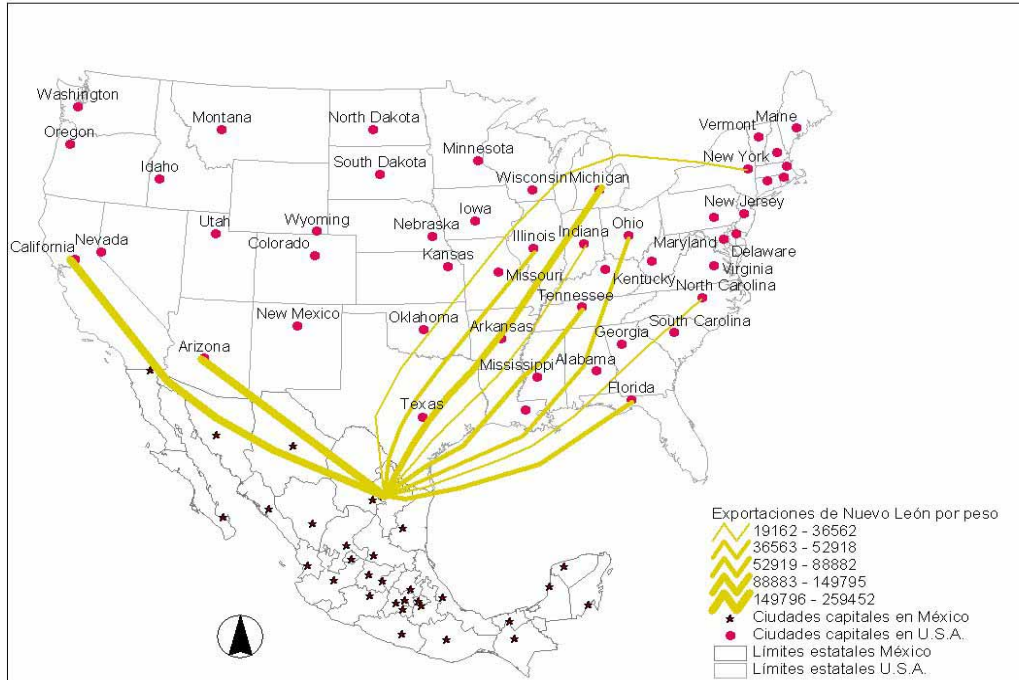 Washington
Montana
North Dakota
Vermont
Maine
Oregon
Minnesota
New York
Idaho
South Dakota
Wisconsin
Michigan
Utah
Wyoming
Nebraska
Iowa
New Jersey
California
Nevada
Colorado
Kansas
Illinois
Indiana
Ohio
Maryland
Delaware
Missouri
Kentucky
Virginia
North Carolina
New Mexico
Oklahoma
Arkansas
Tennessee
Georgia
South Carolina
Arizona
Mississippi
Alabama
Texas
Florida
Exportaciones de Nuevo León por peso
19162 - 36562
36563 - 52918
52919 - 88882
88883 - 149795
149796 - 259452
Ciudades capitales en México
Ciudades capitales en U.S.A.
Límites estatales México
Límites estatales U.S.A.